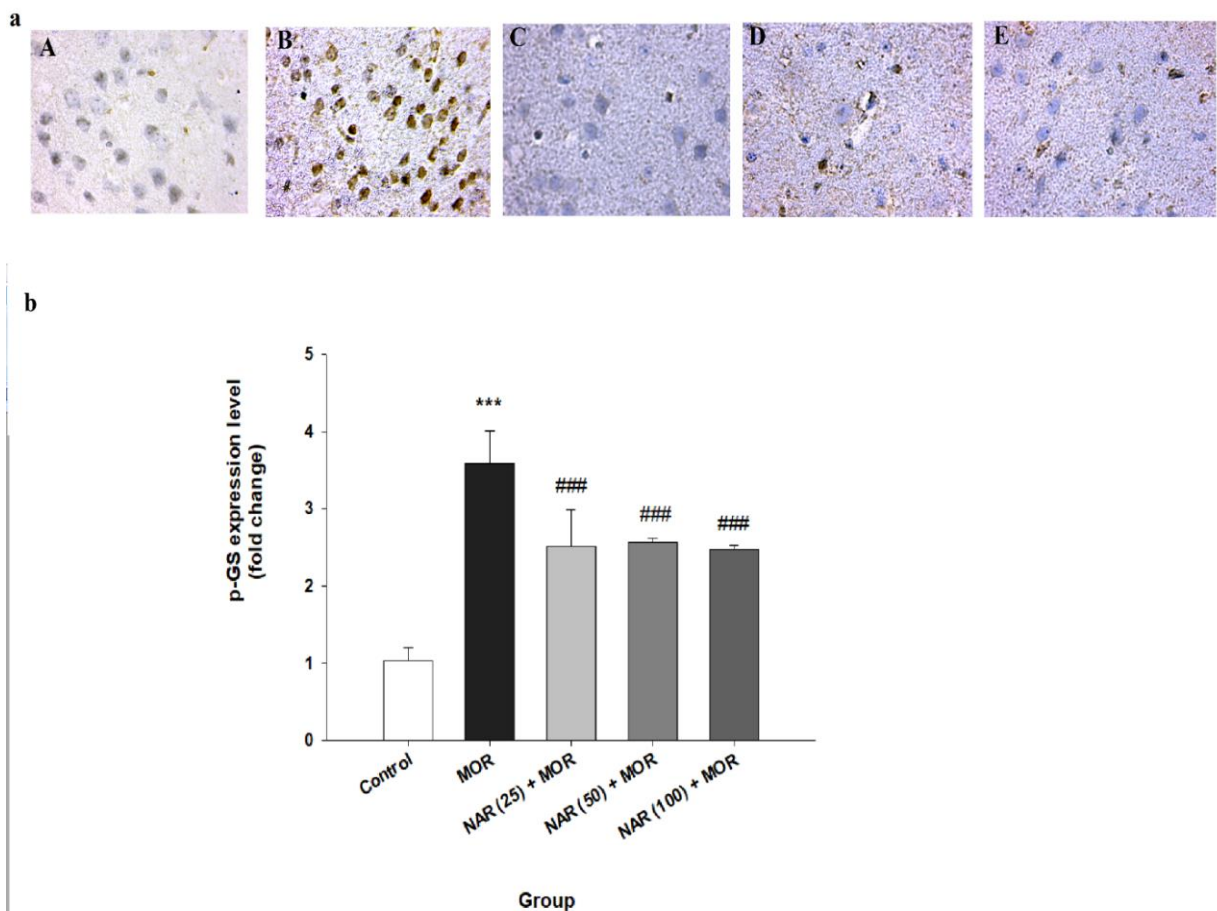 a
A
B
C
D
E
b
p-GS expression level
(fold change)
5
4
3
2
1
0
***
###
###
###
Control
MOR
NAR (25) + MOR
NAR (50) + MOR
NAR (100) + MOR
Group